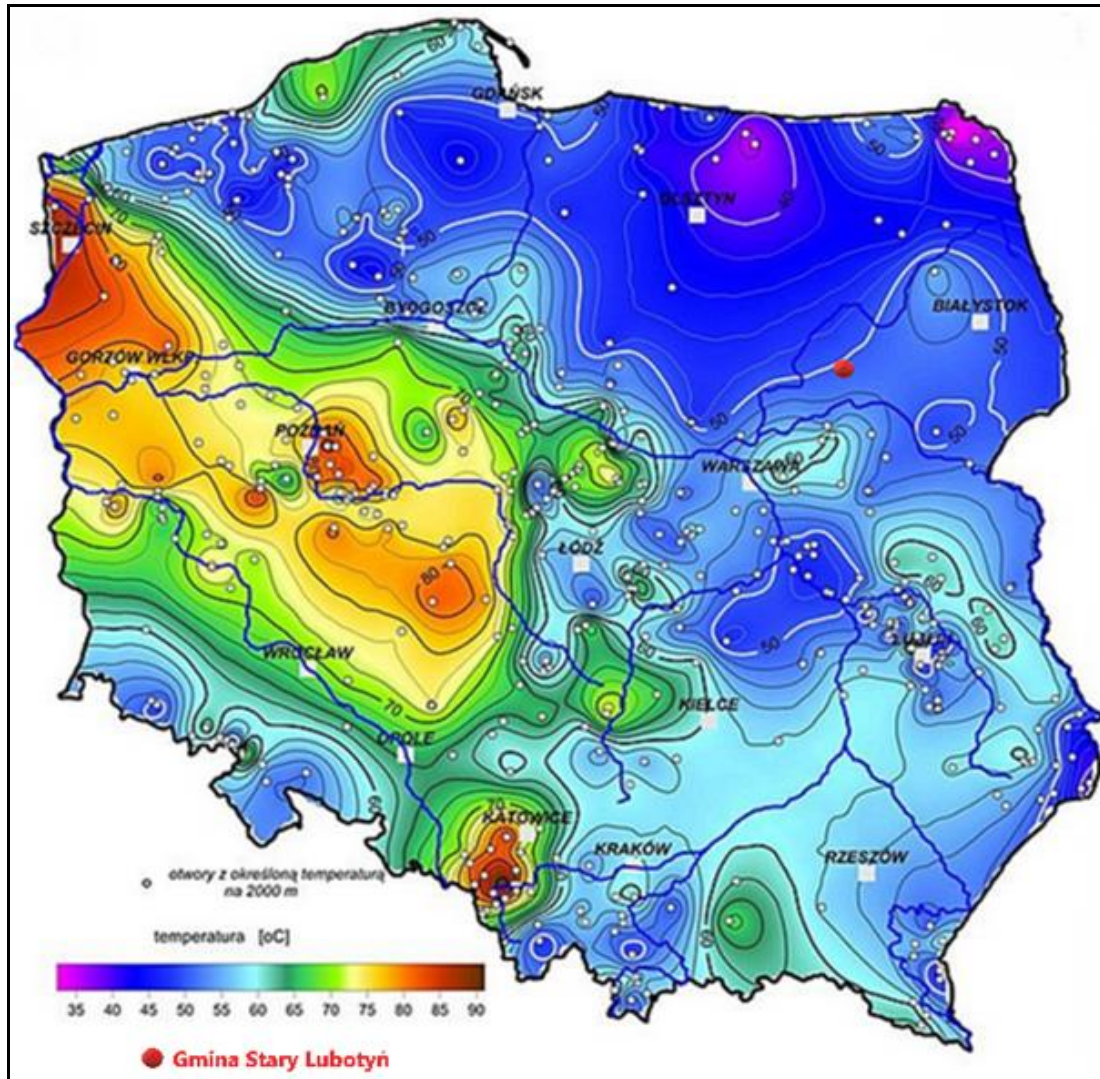 GDAŃSK
OLSZTYN
SZCZECIN
BIAŁYSTOK
BYDGOSZCZ
GORZÓW WLKP.
POZNAŃ
WARSZAWA
ŁÓDŹ
LUBLIN
WROCŁAW
KIELCE
OPOLE
KATOWICE
KRAKÓW
RZESZÓW
otwory z określoną temperaturą
na 2000 m
temperatura [oC]
35 40 45 50 55 60 65 70 75 80 85 90
Gmina Stary Lubotyń